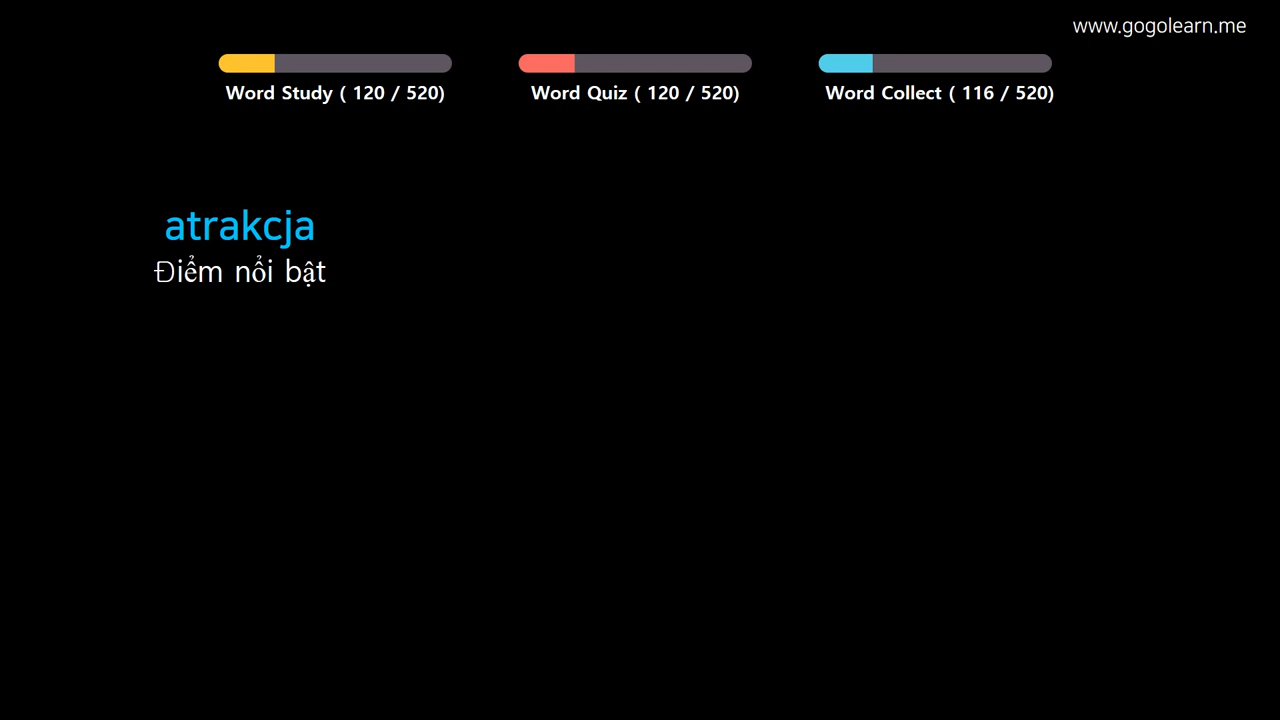 www.gogolearn.me
Word Study ( 120 / 520)
Word Quiz ( 120 / 520)
Word Collect ( 116 / 520)
atrakcja
Điểm nổi bật